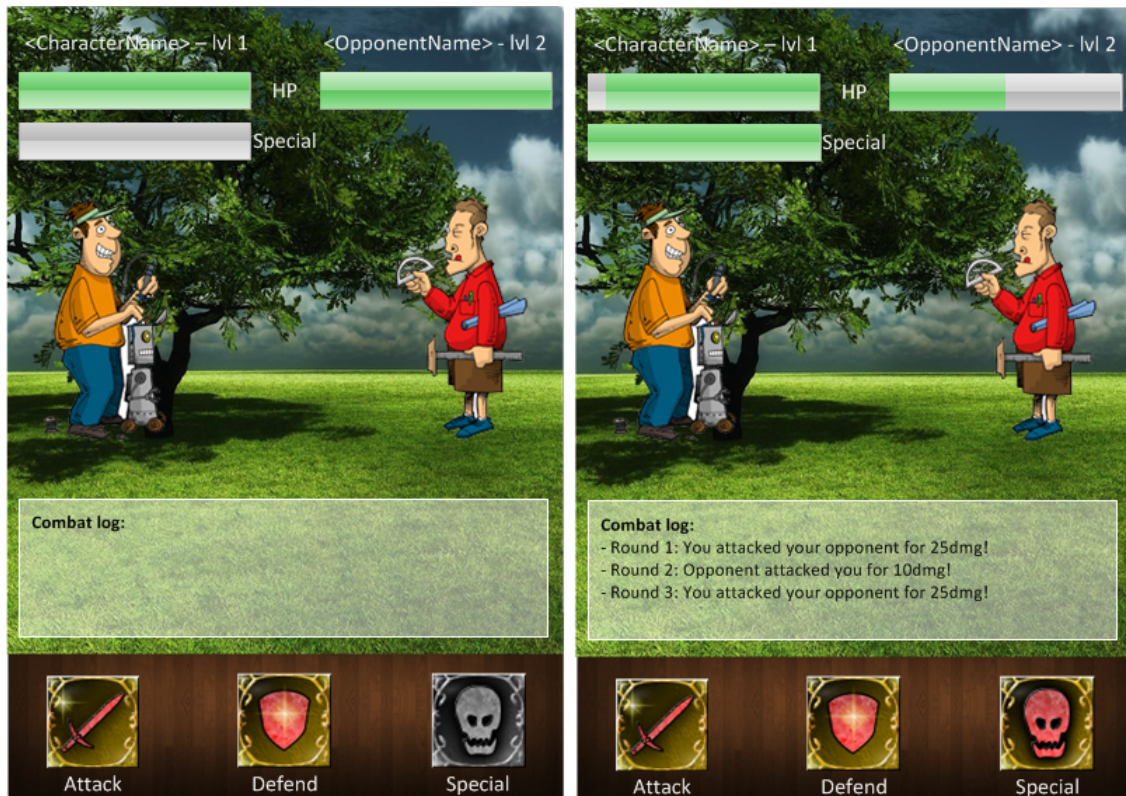 <CharacterName> – lvl 1
<OpponentName> - lvl 2
HP
Special
Combat log:
Attack
Defend
Special
<CharacterName> – lvl 1
<OpponentName> - lvl 2
HP
Special
Combat log:
- Round 1: You attacked your opponent for 25dmg!
- Round 2: Opponent attacked you for 10dmg!
- Round 3: You attacked your opponent for 25dmg!
Attack
Defend
Special